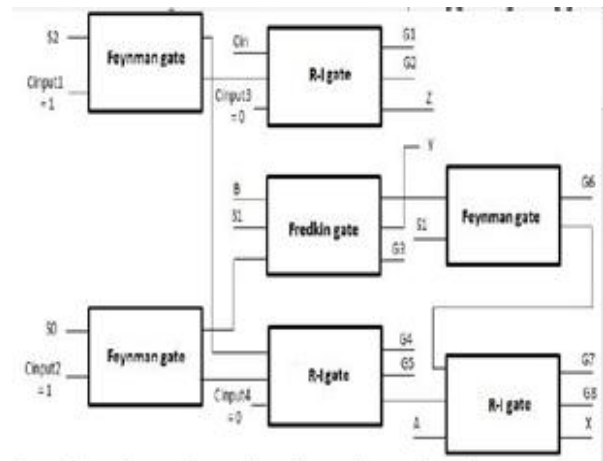 S2
Feynman gate
Cinput1
= 1
Cin
Cinput3
= 0
R-I gate
G1
G2
Z
B
S1
Fredkin gate
Y
G3
S1
Feynman gate
G6
S0
Cinput2
= 1
Feynman gate
R-I gate
Cinput4
= 0
G4
G5
A
R-I gate
G7
G8
X